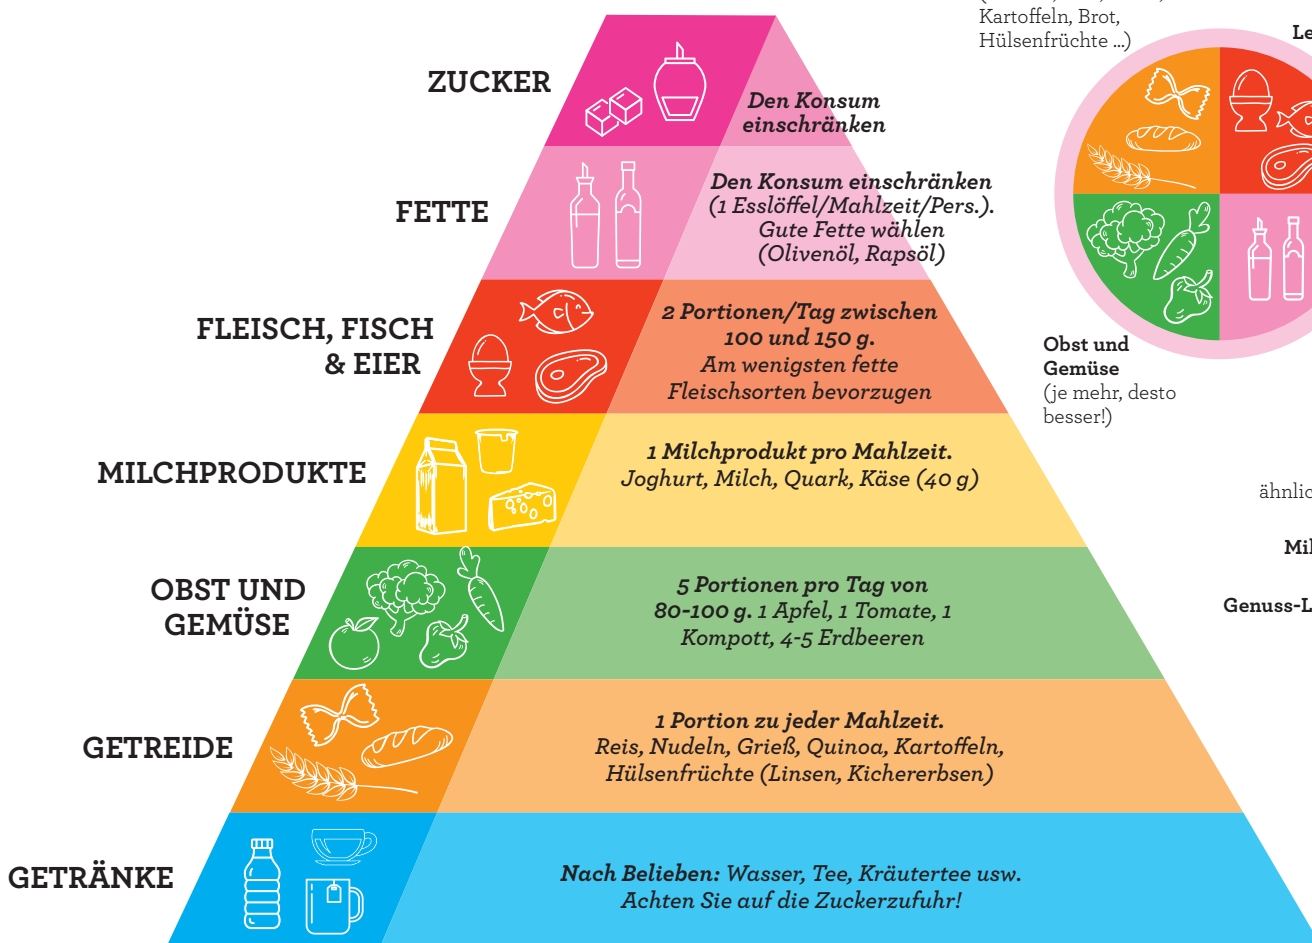 ZUCKER
Den Konsum
einschränken
FETTE
Den Konsum einschränken
(1 Esslöffel/Mahlzeit/Pers.).
Gute Fette wählen
(Olivenöl, Rapsöl)
FLEISCH, FISCH
& EIER
2 Portionen/Tag zwischen
100 und 150 g.
Am wenigsten fette
Fleischsorten bevorzugen
MILCHPRODUKTE
1 Milchprodukt pro Mahlzeit.
Joghurt, Milch, Quark, Käse (40 g)
OBST UND
GEMÜSE
5 Portionen pro Tag von
80-100 g. 1 Apfel, 1 Tomate, 1
Kompott, 4-5 Erdbeeren
GETREIDE
1 Portion zu jeder Mahlzeit.
Reis, Nudeln, Grieß, Quinoa, Kartoffeln,
Hülsenfrüchte (Linsen, Kichererbsen)
GETRÄNKE
Nach Belieben: Wasser, Tee, Kräutertee usw.
Achten Sie auf die Zuckerzufuhr!
Kartoffeln, Brot,
Hülsenfrüchte ...)
Le
Obst und
Gemüse
(je mehr, desto
besser!)
ähnlic
Mil
Genuss-L